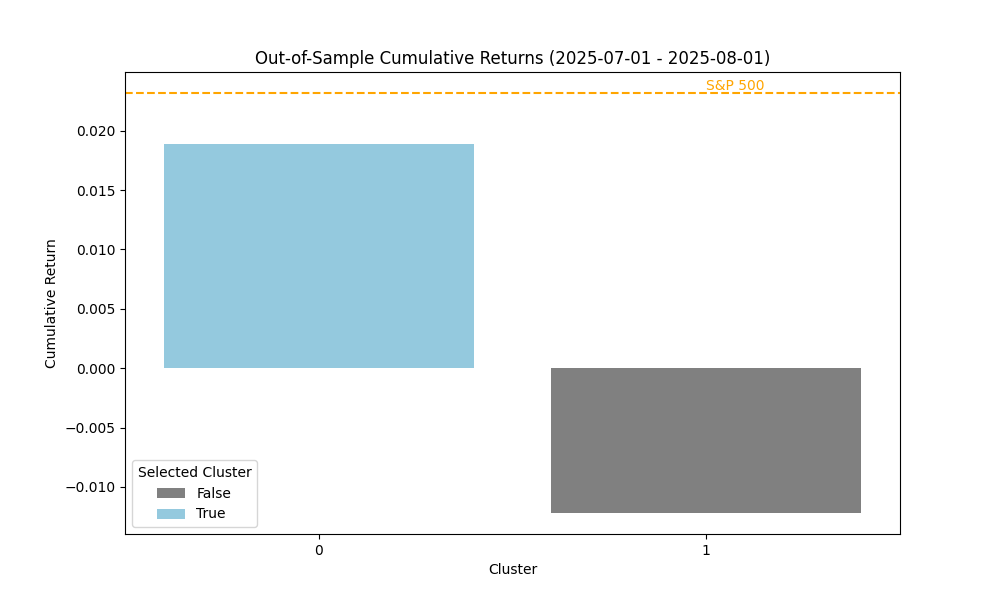 Out-of-Sample Cumulative Returns (2025-07-01 - 2025-08-01)
S&P 500
0.020
0.015
0.010
0.005
0.000
−0.005
−0.010
Cumulative Return
Selected Cluster
False
True
0
1
Cluster